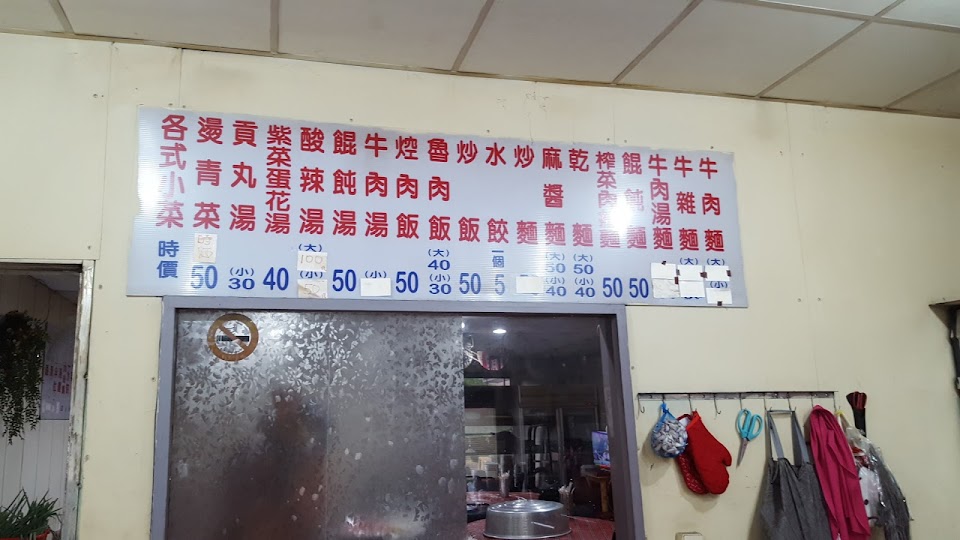 牛肉麵
牛雜麵
牛肉湯麵
餛飩麵 50
榨菜肉 麵 50
乾麵 (大)50 (小)40
麻醬麵 (大)50 (小)40
炒麵
水餃 一個5
炒飯 50
魯肉飯 (大)40 (小)30
焢肉飯 50
牛肉湯 (小)
餛飩湯 50
酸辣湯 (大)100 (小)
紫菜蛋花湯 40
貢丸湯 (小)30
燙青菜 50
各式小菜 時價